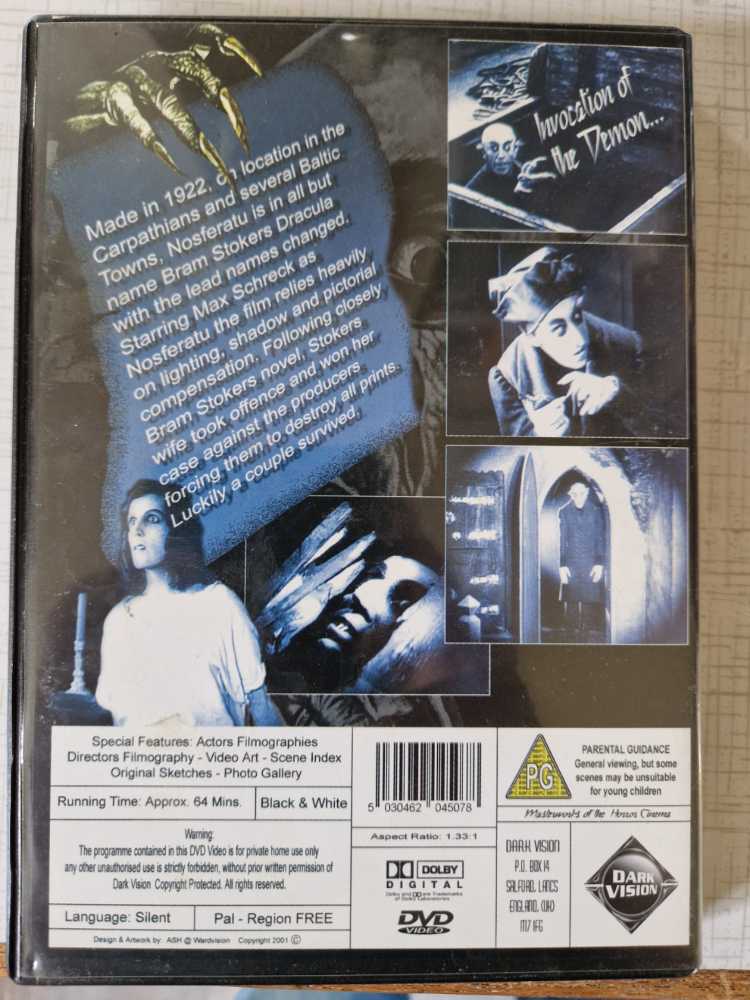 Made in 1922. On location in the
Carpathians and several Baltic
Towns, Nosferatu is in all but
name Bram Stokers Dracula
with the lead names changed.
Starring Max Schreck as
Nosferatu the film relies heavily
on lighting, shadow and pictorial
compensation. Following closely
Bram Stokers novel, Stokers
wife took offence and won her
case against the producers
forcing them to destroy all prints.
Luckily a couple survived.
Invocation of
the Demon...
Special Features: Actors Filmographies
Directors Filmography - Video Art - Scene Index
Original Sketches - Photo Gallery
Running Time: Approx. 64 Mins.
Black & White
Warning:
The programme contained in this DVD Video is for private home use only
any other unauthorised use is strictly forbidden, without prior written permission of
Dark Vision Copyright Protected. All rights reserved.
Language: Silent
Pal - Region FREE
Design & Artwork by: ASH @ Wardvision Copyright 2001 ©
5 030462 045078
Aspect Ratio: 1.33:1
DOLBY
DIGITAL
Dolby and are Trademarks
of Dolby Laboratories
DVD
VIDEO
PG
PARENTAL GUIDANCE
General viewing, but some
scenes may be unsuitable
for young children
Masterworks of the Horror Cinema
DARK VISION
P.O. BOX 14
SALFORD, LANCS
ENGLAND, (UK)
M7 1FG
DARK
VISION